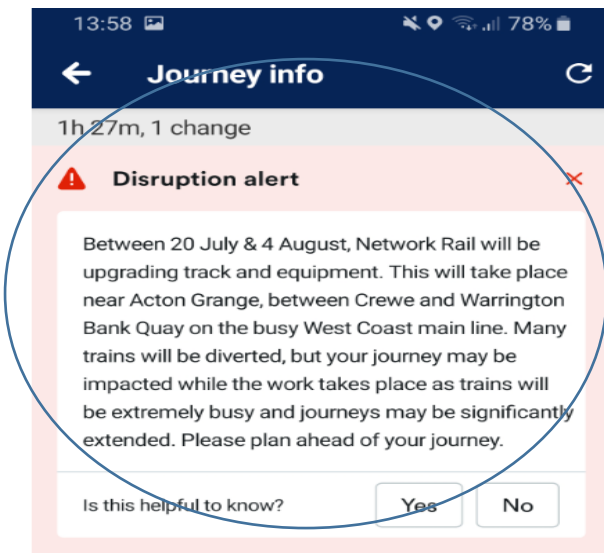 13:58 78%
Journey info
1h 27m, 1 change
Disruption alert
Between 20 July & 4 August, Network Rail will be
upgrading track and equipment. This will take place
near Acton Grange, between Crewe and Warrington
Bank Quay on the busy West Coast main line. Many
trains will be diverted, but your journey may be
impacted while the work takes place as trains will
be extremely busy and journeys may be significantly
extended. Please plan ahead of your journey.
Is this helpful to know? Yes No